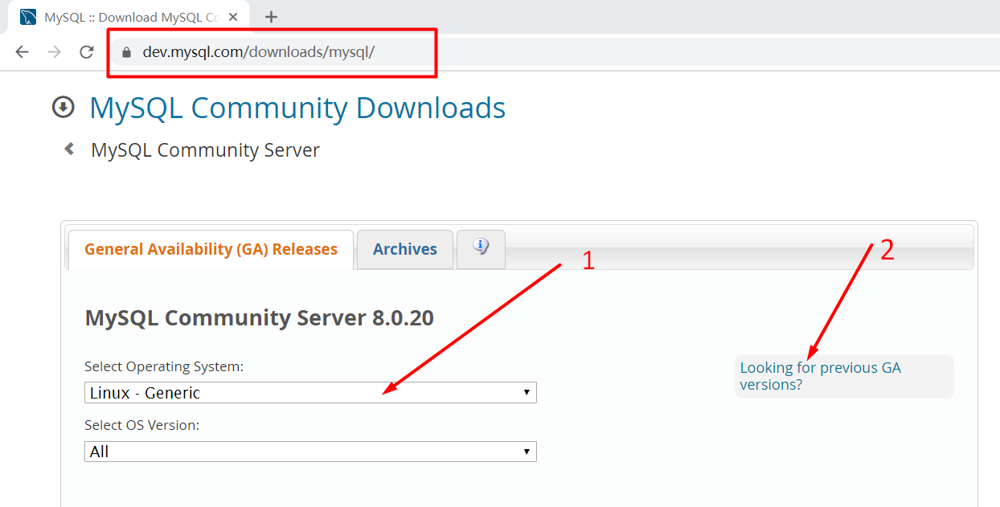 MySQL :: Download MySQL Co
dev.mysql.com/downloads/mysql/
MySQL Community Downloads
MySQL Community Server
General Availability (GA) Releases
Archives
1
2
MySQL Community Server 8.0.20
Select Operating System:
Linux - Generic
Looking for previous GA
versions?
Select OS Version:
All